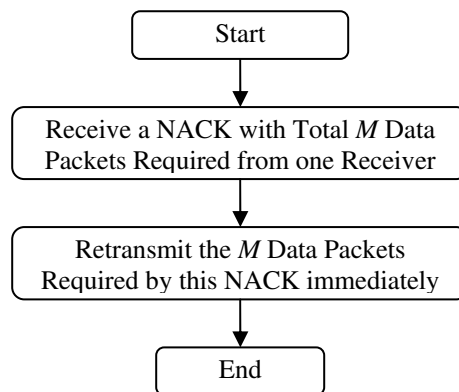 Start
Receive a NACK with Total M Data
Packets Required from one Receiver
Retransmit the M Data Packets
Required by this NACK immediately
End